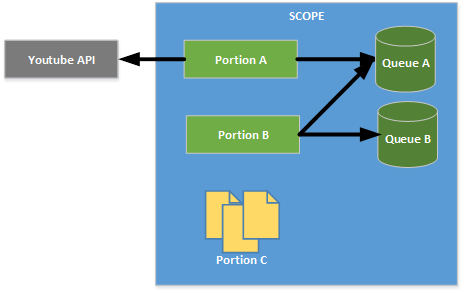 SCOPE
Youtube API
Portion A
Queue A
Portion B
Queue B
Portion C